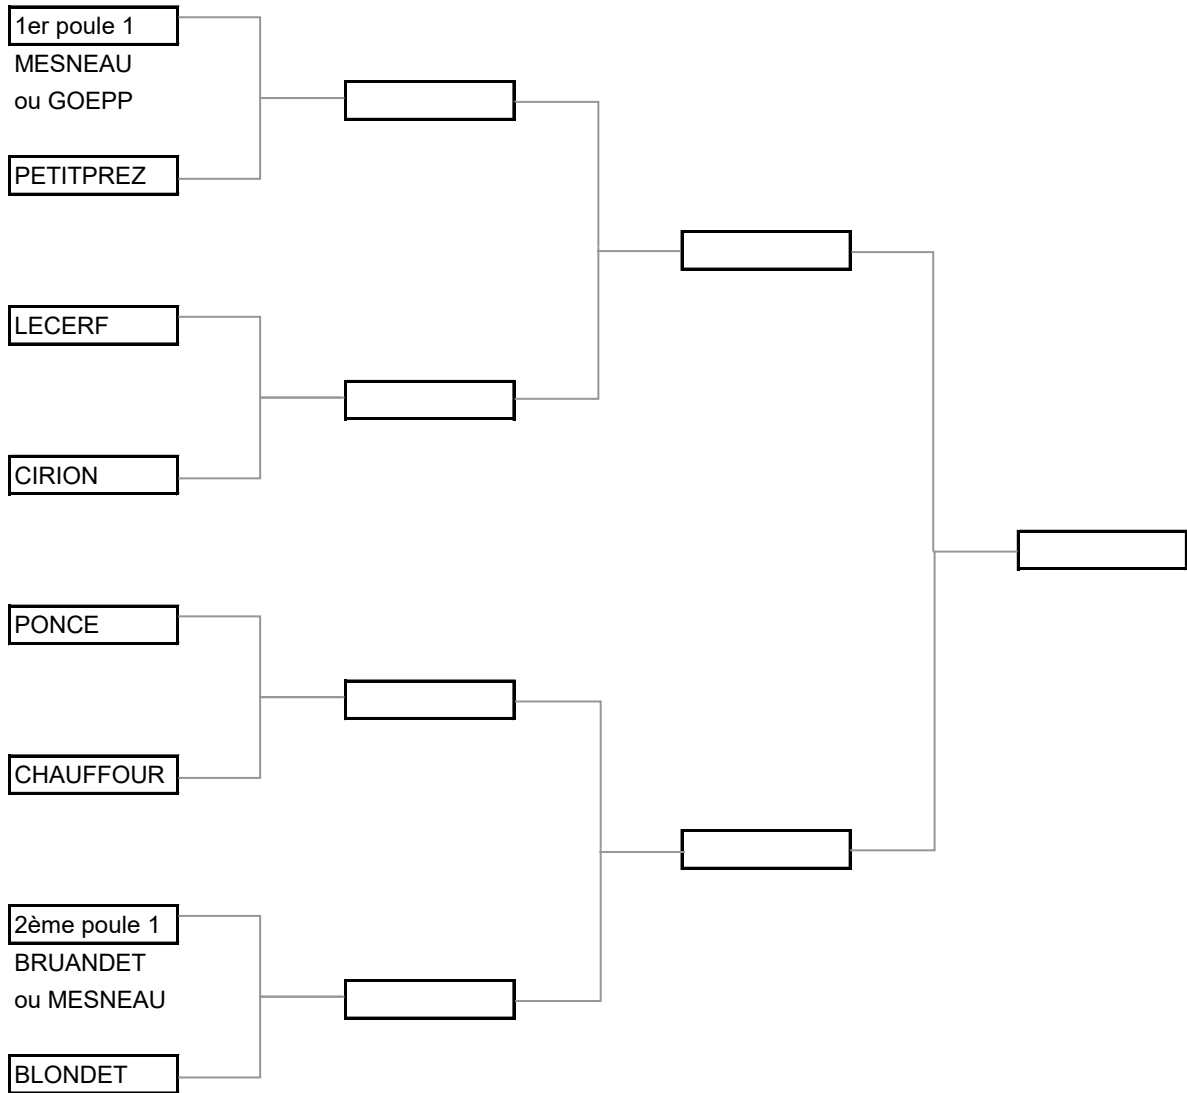 1er poule 1
MESNEAU
ou GOEPP
PETITPREZ
LECERF
CIRION
PONCE
CHAUFFOUR
2ème poule 1
BRUANDET
ou MESNEAU
BLONDET